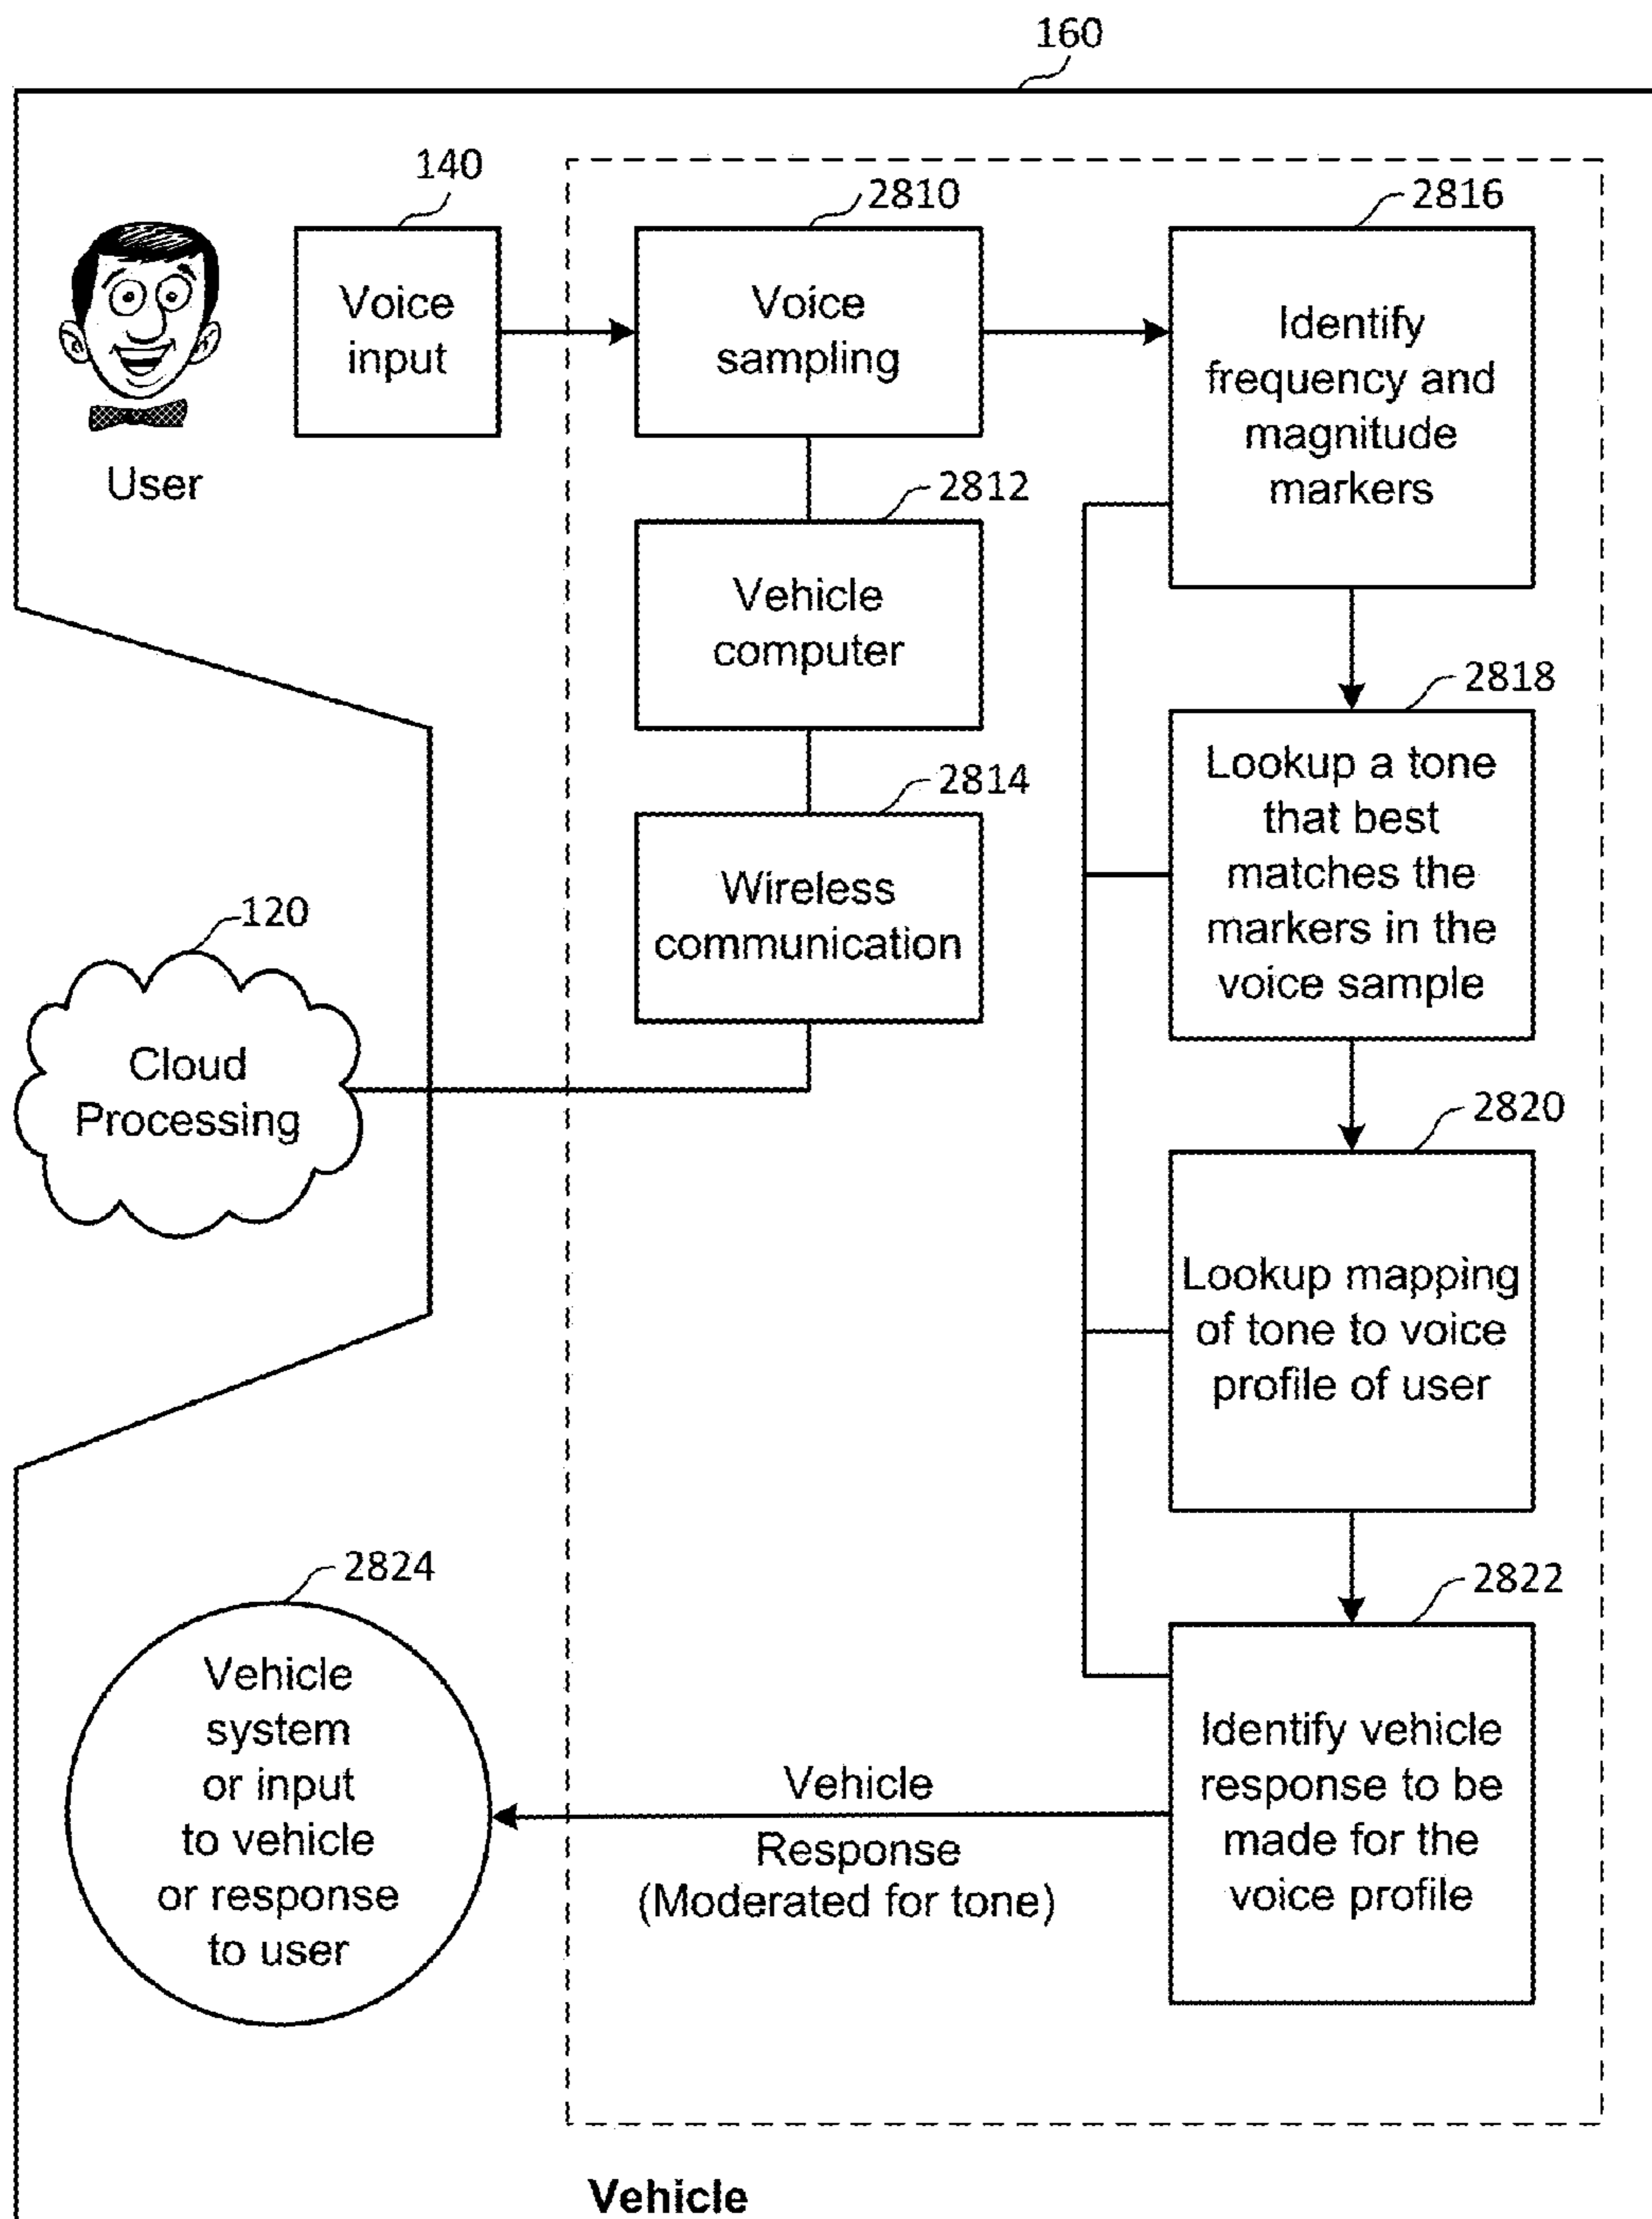 160
140
Voice
input
User
2810
Voice
sampling
2812
Vehicle
computer
2814
Wireless
communication
120
Cloud
Processing
2816
Identify
frequency and
magnitude
markers
2818
Lookup a tone
that best
matches the
markers in the
voice sample
2820
Lookup mapping
of tone to voice
profile of user
2822
Identify vehicle
response to be
made for the
voice profile
Vehicle
Response
(Moderated for tone)
2824
Vehicle
system
or input
to vehicle
or response
to user
Vehicle